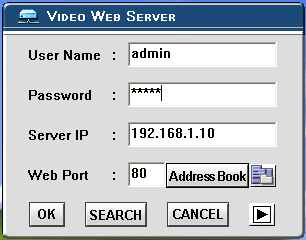 VIDEO WEB SERVER
User Name : admin
Password : *****
Server IP : 192.168.1.10
Web Port : 80 Address Book
OK SEARCH CANCEL